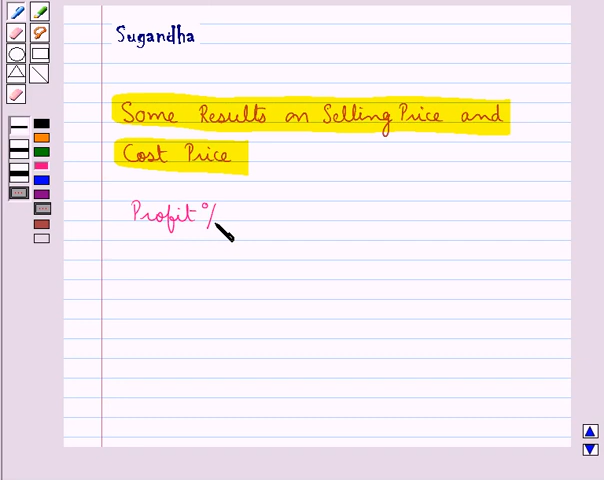 Sugandha
Some Results on Selling Price and
Cost Price
Profit %